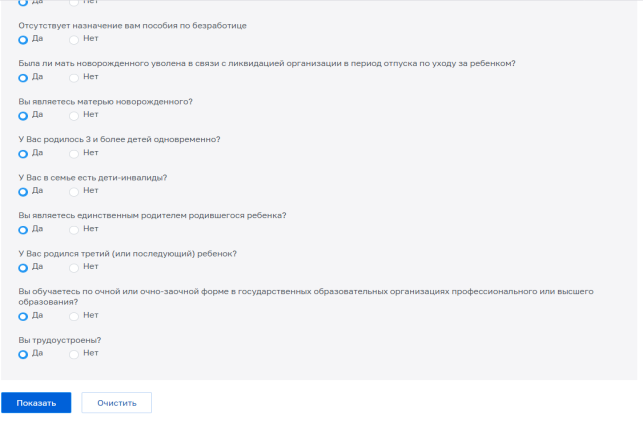 Да Нет
Отсутствует назначение вам пособия по безработице
Да Нет
Была ли мать новорожденного уволена в связи с ликвидацией организации в период отпуска по уходу за ребенком?
Да Нет
Вы являетесь матерью новорожденного?
Да Нет
У Вас родилось 3 и более детей одновременно?
Да Нет
У Вас в семье есть дети-инвалиды?
Да Нет
Вы являетесь единственным родителем родившегося ребенка?
Да Нет
У Вас родился третий (или последующий) ребенок?
Да Нет
Вы обучаетесь по очной или очно-заочной форме в государственных образовательных организациях профессионального или высшего
образования?
Да Нет
Вы трудоустроены?
Да Нет
Показать Очистить